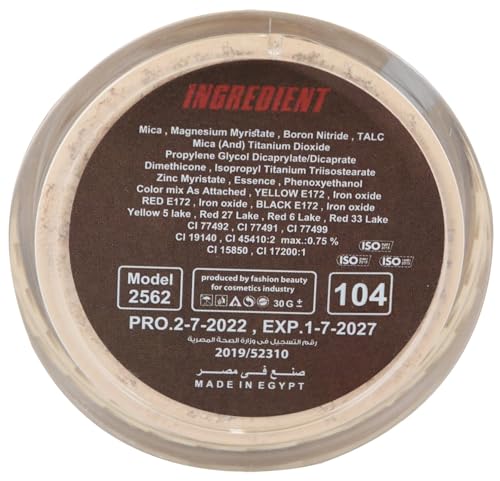 INGREDIENT
Mica , Magnesium Myristate , Boron Nitride , TALC
Mica (And) Titanium Dioxide
Propylene Glycol Dicaprylate/Dicaprate
Dimethicone , Isopropyl Titanium Triisostearate
Zinc Myristate , Essence , Phenoxyethanol
Color mix As Attached , YELLOW E172 , Iron oxide
RED E172 , Iron oxide , BLACK E172 , Iron oxide
Yellow 5 lake , Red 27 Lake , Red 6 Lake , Red 33 Lake
CI 77492 , CI 77491 , CI 77499
CI 19140 , CI 45410:2 max.:0.75 %
CI 15850 , CI 17200:1
ISO
ISO ISO
Model
2562
produced by fashion beauty
for cosmetics industry
30 G ±
104
PRO.2-7-2022 , EXP.1-7-2027
رقم التسجيل فى وزارة الصحة المصرية
2019/52310
صنع فى مصر
MADE IN EGYPT